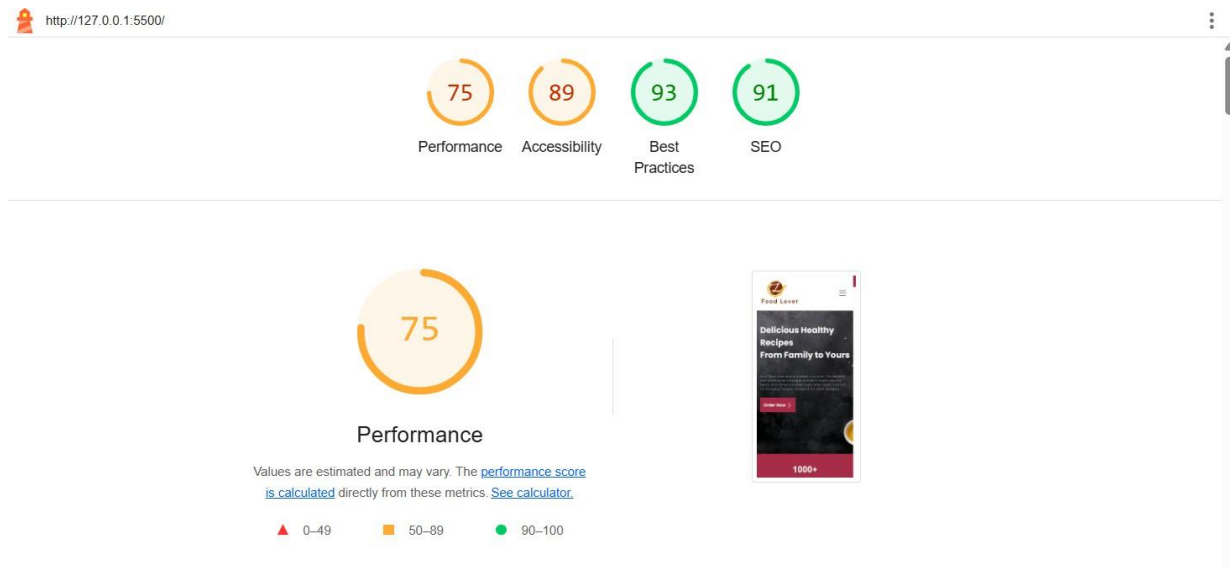 http://127.0.0.1:5500/
75
89
93
91
Performance
Accessibility
Best
Practices
SEO
75
Performance
Values are estimated and may vary. The performance score
is calculated directly from these metrics. See calculator.
0–49
50–89
90–100
Food Lover
Delicious Healthy
Recipes
From Family to Yours
Order Now
1000+